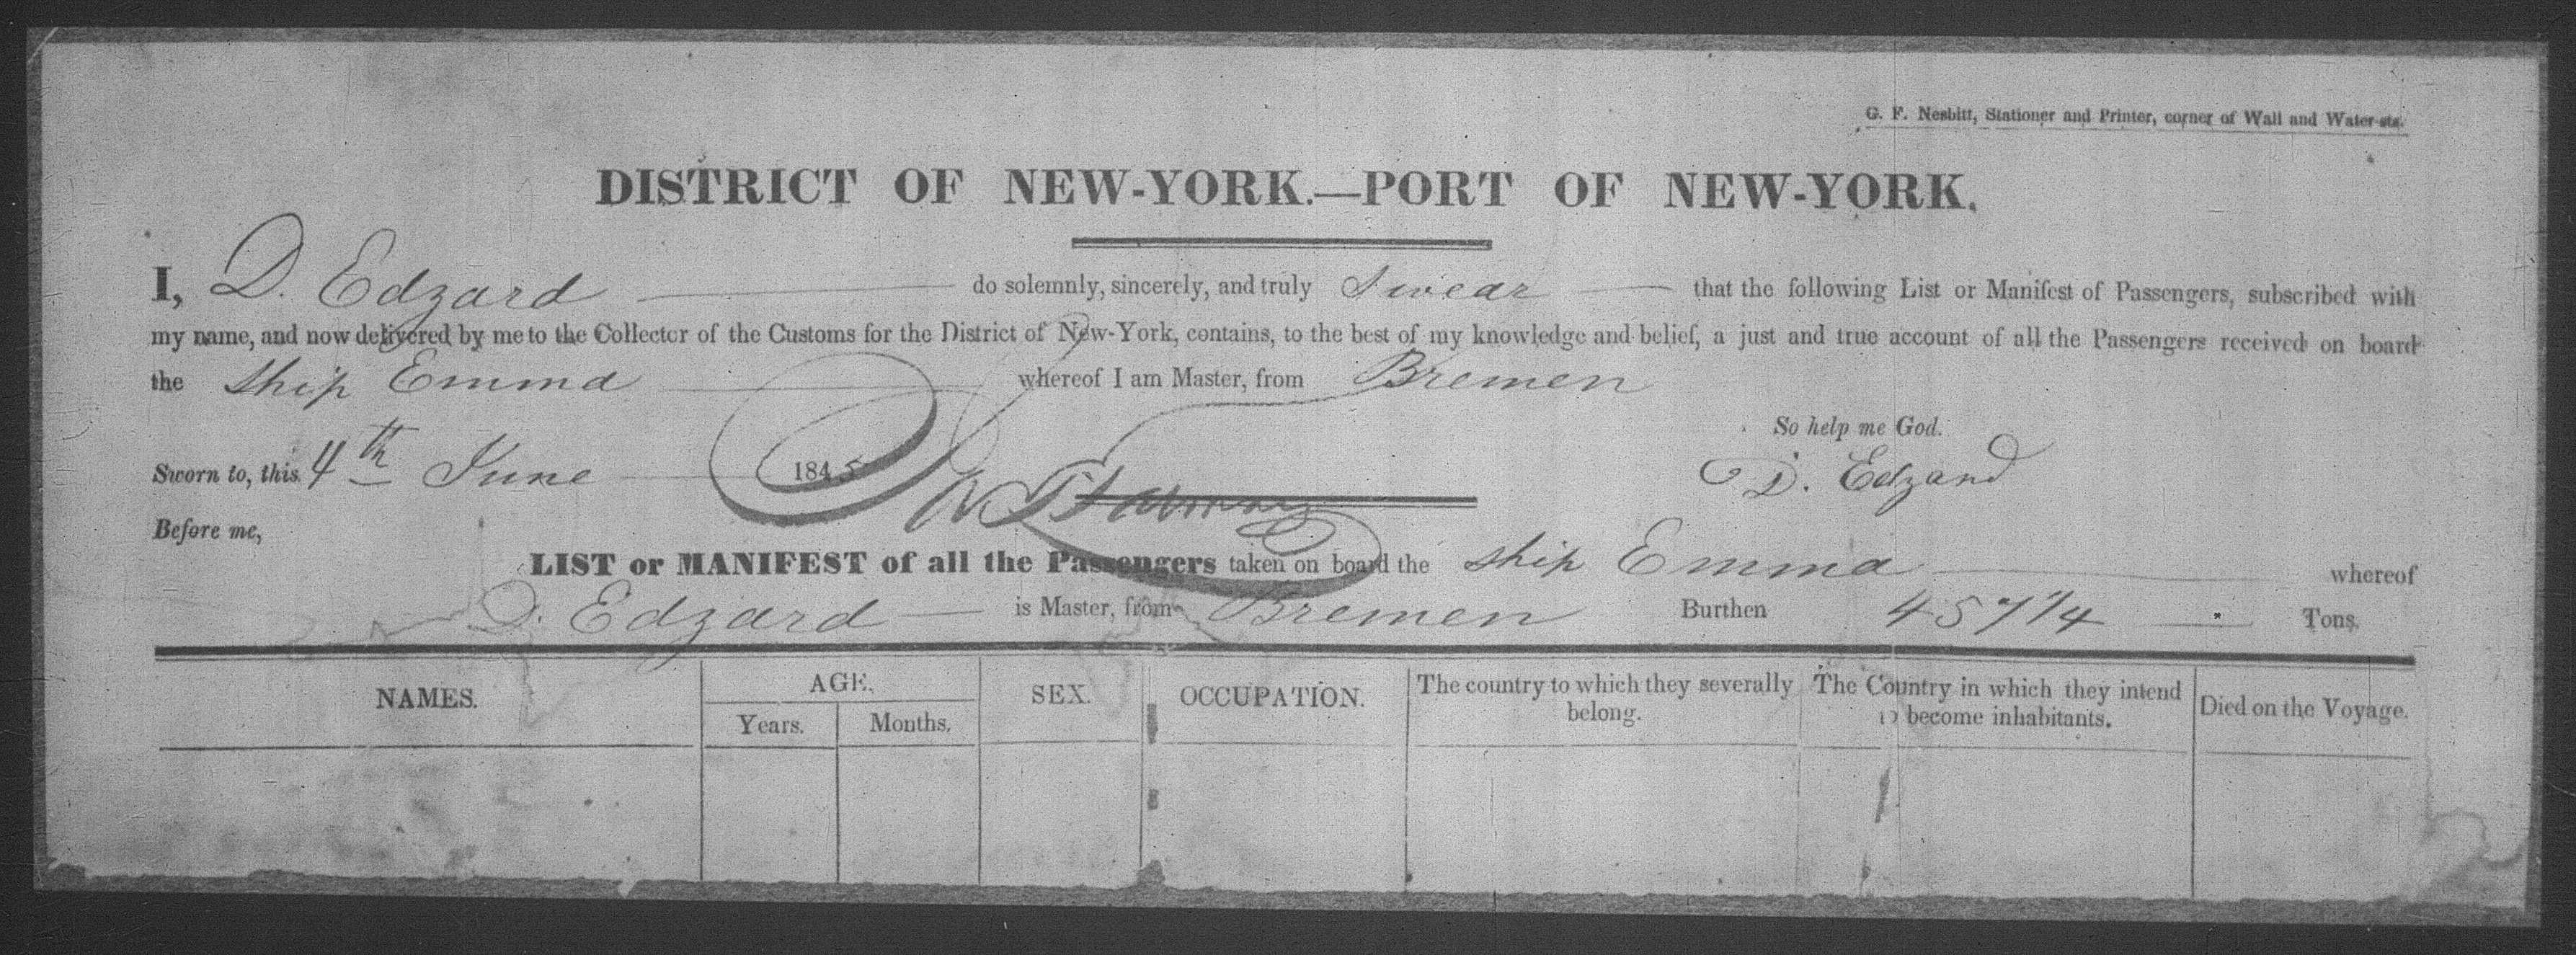 G. F. Nesbitt, Stationer and Printer, corner of Wall and Water-sts.
DISTRICT OF NEW-YORK.—PORT OF NEW-YORK.
I, D. Edzard do solemnly, sincerely, and truly Swear that the following List or Manifest of Passengers, subscribed with
my name, and now delivered by me to the Collector of the Customs for the District of New-York, contains, to the best of my knowledge and belief, a just and true account of all the Passengers received on board
the Ship Emma whereof I am Master, from Bremen
So help me God.
Sworn to, this 4th June 1845 D. Edzard
Before me,
LIST or MANIFEST of all the Passengers taken on board the Ship Emma whereof
D. Edzard is Master, from Bremen Burthen 457 1/4 Tons.
NAMES. AGE. SEX. OCCUPATION. The country to which they severally belong. The Country in which they intend to become inhabitants. Died on the Voyage.
Years. Months.